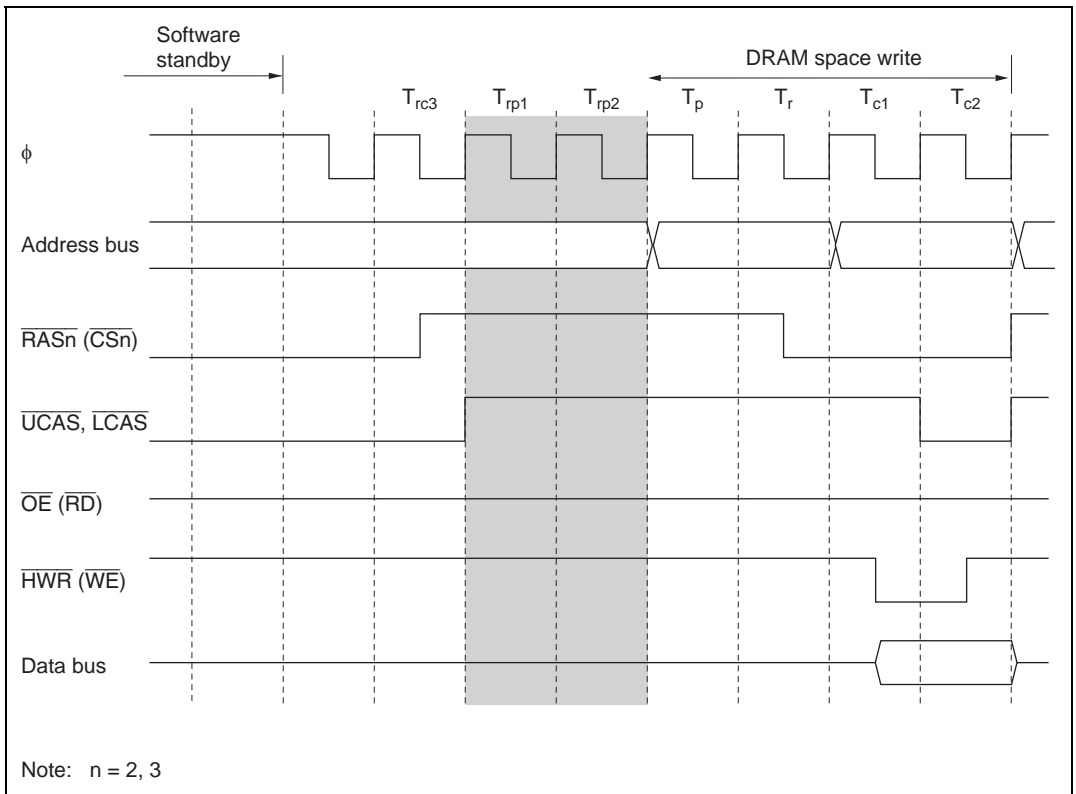 Software
standby
DRAM space write
Trc3 Trp1 Trp2 Tp Tr Tc1 Tc2
ϕ
Address bus
RASn (CSn)
UCAS, LCAS
OE (RD)
HWR (WE)
Data bus
Note: n = 2, 3